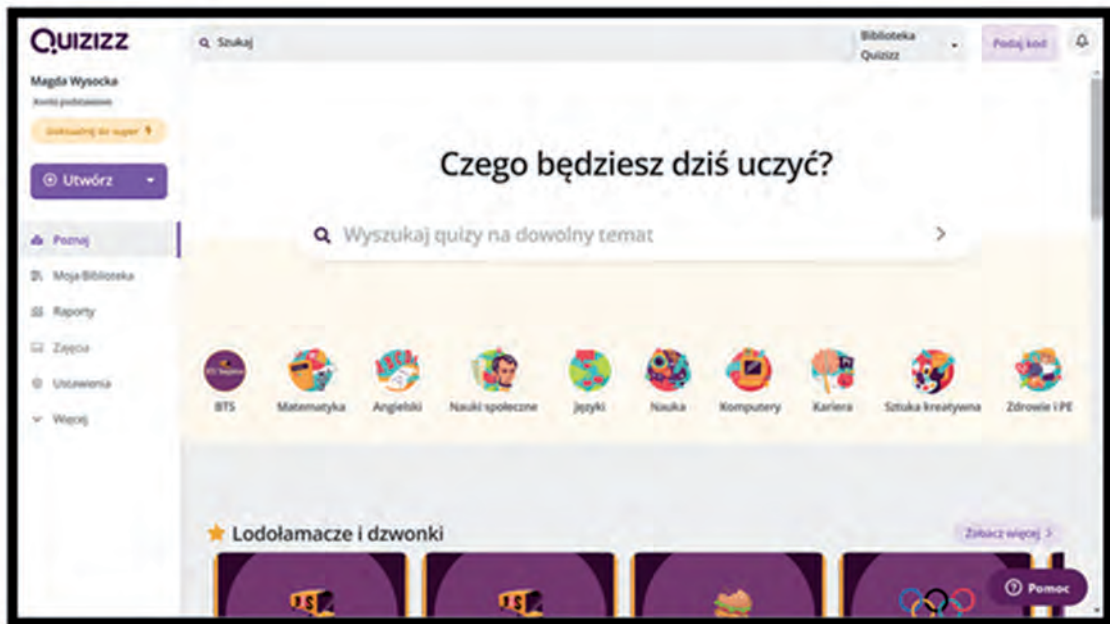 QUIZIZZ
Szukaj
Biblioteka
Quizizz
Podaj kod
Magda Wysocka
Konto podstawowe
Utwórz
Poznaj
Moja Biblioteka
Raporty
Zajęcia
Ustawienia
Więcej
Czego będziesz dziś uczyć?
Wyszukaj quizy na dowolny temat
BTS
Matematyka
Angielski
Nauki społeczne
Języki
Nauka
Komputery
Kariera
Sztuka kreatywna
Zdrowie i PE
Lodołamacze i dzwonki
Zobacz więcej
Pomoc